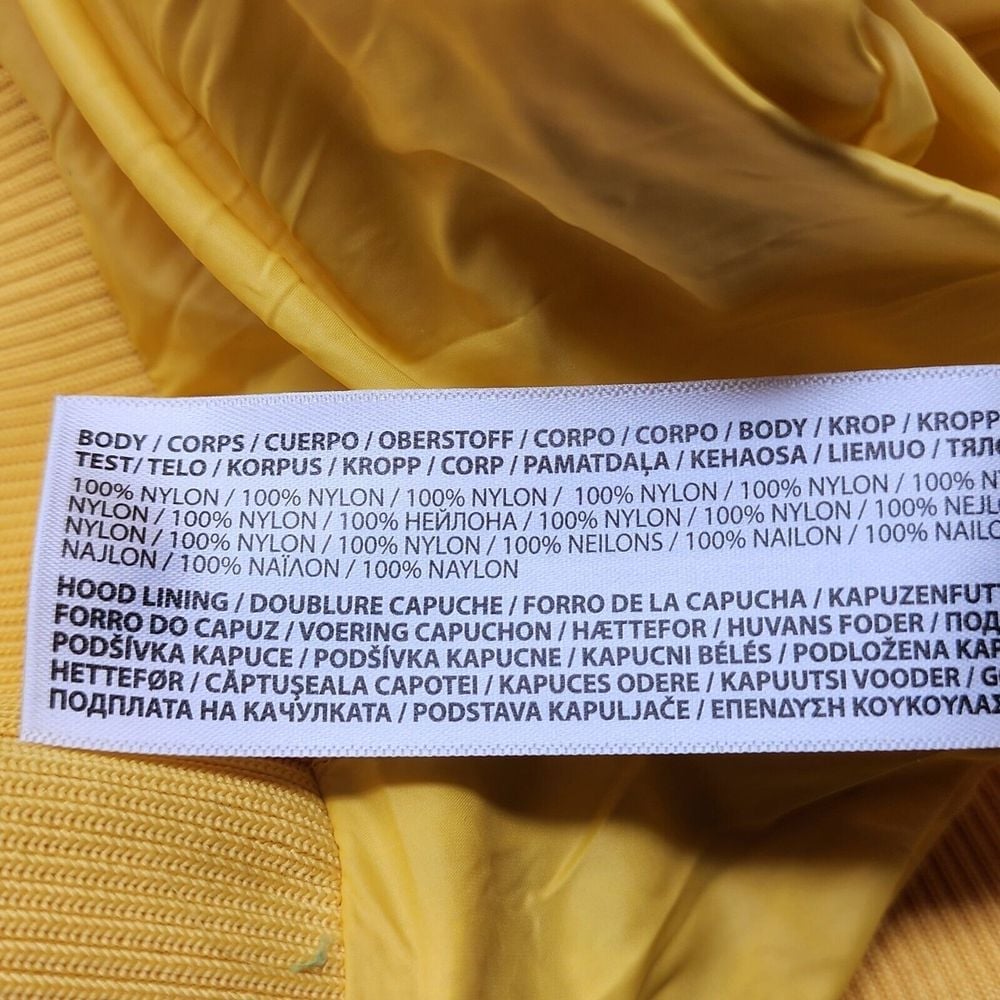 BODY / CORPS / CUERPO / OBERSTOFF / CORPO / CORPO / BODY / KROP / KROPP
TEST/ TELO / KORPUS / KROPP / CORP / PAMATDAĻA / KEHAOSA / LIEMUO / ТЯЛО
100% NYLON / 100% NYLON / 100% NYLON / 100% NYLON / 100% NYLON / 100% N
NYLON / 100% NYLON / 100% НЕЙЛОНА / 100% NYLON / 100% NYLON / 100% NEJL
NYLON / 100% NYLON / 100% NYLON / 100% NEILONS / 100% NAILON / 100% NAILO
NAJLON / 100% ΝΑΪΛΟΝ / 100% NAYLON
HOOD LINING / DOUBLURE CAPUCHE / FORRO DE LA CAPUCHA / KAPUZENFUTT
FORRO DO CAPUZ / VOERING CAPUCHON / HÆTTEFOR / HUVANS FODER / ПОД
PODŠÍVKA KAPUCE / PODŠÍVKA KAPUCNE / KAPUCNI BÉLÉS / PODLOŽENA KAP
HETTEFØR / CĂPTUŞEALA CAPOTEI / KAPUCES ODERE / KAPUUTSI VOODER / G
ПОДПЛАТА НА КАЧУЛКАТА / PODSTAVA KAPULJAČE / ΕΠΕΝΔΥΣΗ ΚΟΥΚΟΥΛΑΣ